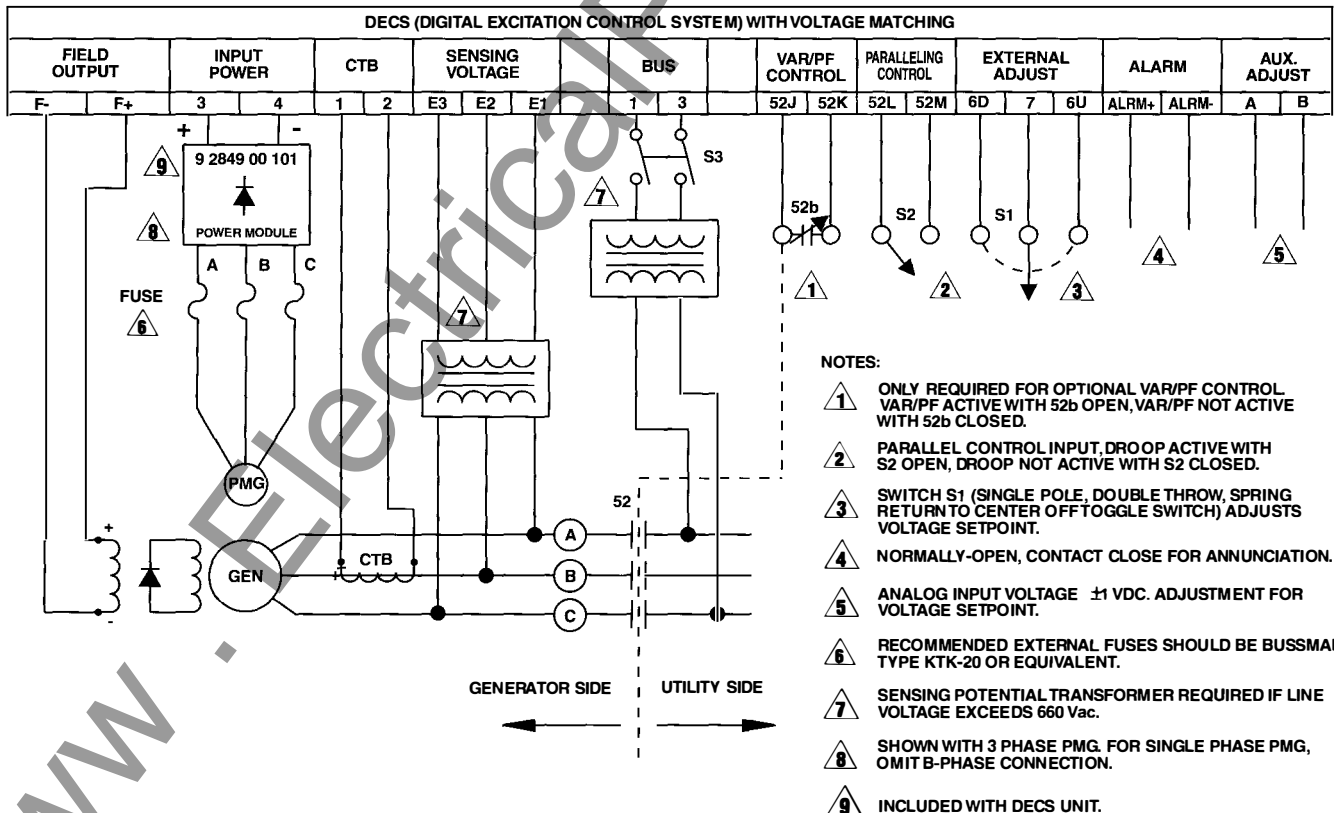 DECS (DIGITAL EXCITATION CONTROL SYSTEM) WITH VOLTAGE MATCHING
FIELD OUTPUT
INPUT POWER
CTB
SENSING VOLTAGE
BUS
VAR/PF CONTROL
PARALLELING CONTROL
EXTERNAL ADJUST
ALARM
AUX. ADJUST
F- F+ 3 4 1 2 E3 E2 E1 1 3 52J 52K 52L 52M 6D 7 6U ALRM+ ALRM- A B
+ -
9
9 2849 00 101
8
POWER MODULE
A B C
FUSE
6
7
S3
7
52b
S2
S1
1
2
3
4
5
PMG
52
+
-
GEN
CTB
+
A
B
C
GENERATOR SIDE
UTILITY SIDE
NOTES:
1 ONLY REQUIRED FOR OPTIONAL VAR/PF CONTROL.
VAR/PF ACTIVE WITH 52b OPEN, VAR/PF NOT ACTIVE
WITH 52b CLOSED.
2 PARALLEL CONTROL INPUT, DROOP ACTIVE WITH
S2 OPEN, DROOP NOT ACTIVE WITH S2 CLOSED.
3 SWITCH S1 (SINGLE POLE, DOUBLE THROW, SPRING
RETURN TO CENTER OFF TOGGLE SWITCH) ADJUSTS
VOLTAGE SETPOINT.
4 NORMALLY-OPEN, CONTACT CLOSE FOR ANNUNCIATION.
5 ANALOG INPUT VOLTAGE ±1 VDC. ADJUSTMENT FOR
VOLTAGE SETPOINT.
6 RECOMMENDED EXTERNAL FUSES SHOULD BE
TYPE KTK-20 OR EQUIVALENT.
7 SENSING POTENTIAL TRANSFORMER REQUIRED IF LINE
VOLTAGE EXCEEDS 660 Vac.
8 SHOWN WITH 3 PHASE PMG. FOR SINGLE PHASE PMG,
OMIT B-PHASE CONNECTION.
9 INCLUDED WITH DECS UNIT.